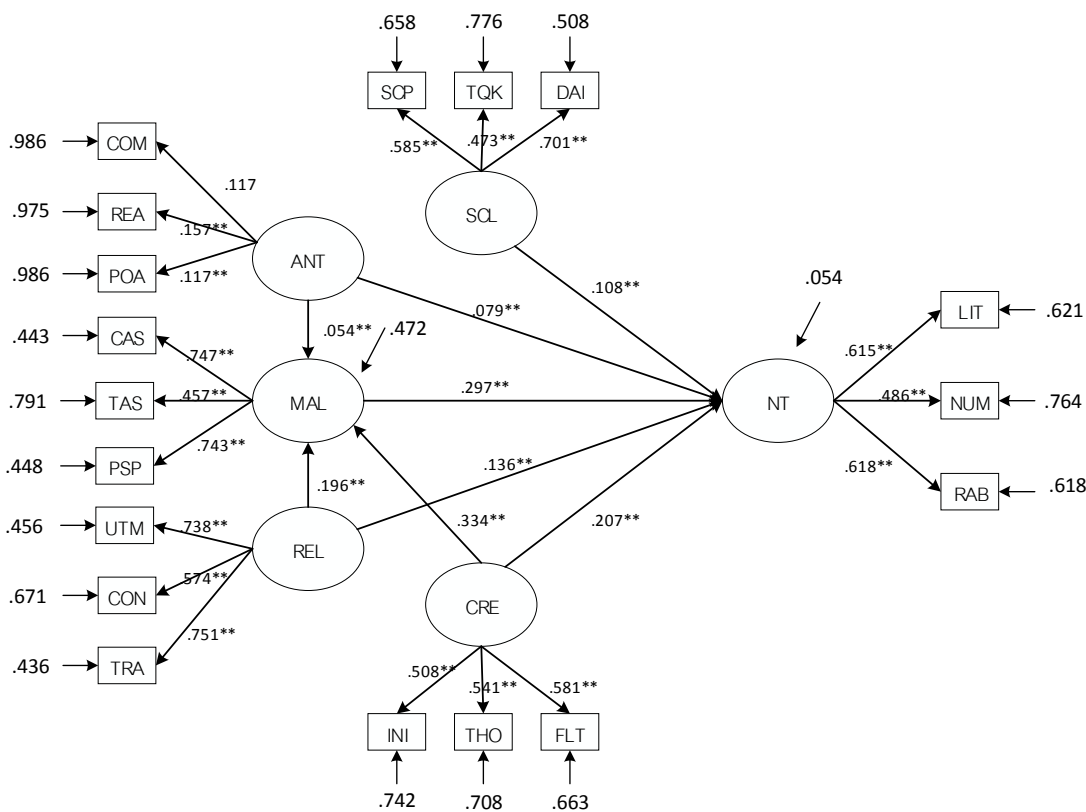 .658 .776 .508
SCP TQK DAI
.585** .473** .701**
.986 COM
.117
.975 REA
.157**
.986 POA
.117**
SCL
ANT
.108**
.079**
.054
.054** .472
.443 CAS
.747**
.791 TAS
.457**
MAL
.297**
NT
.448 PSP
.743**
LIT .621
.615**
.486** NUM .764
.618**
RAB .618
.196**
.136**
.334**
.207**
.456 UTM
.738**
REL
.671 CON
.574**
.436 TRA
.751**
CRE
.508** .541** .581**
INI THO FLT
.742 .708 .663